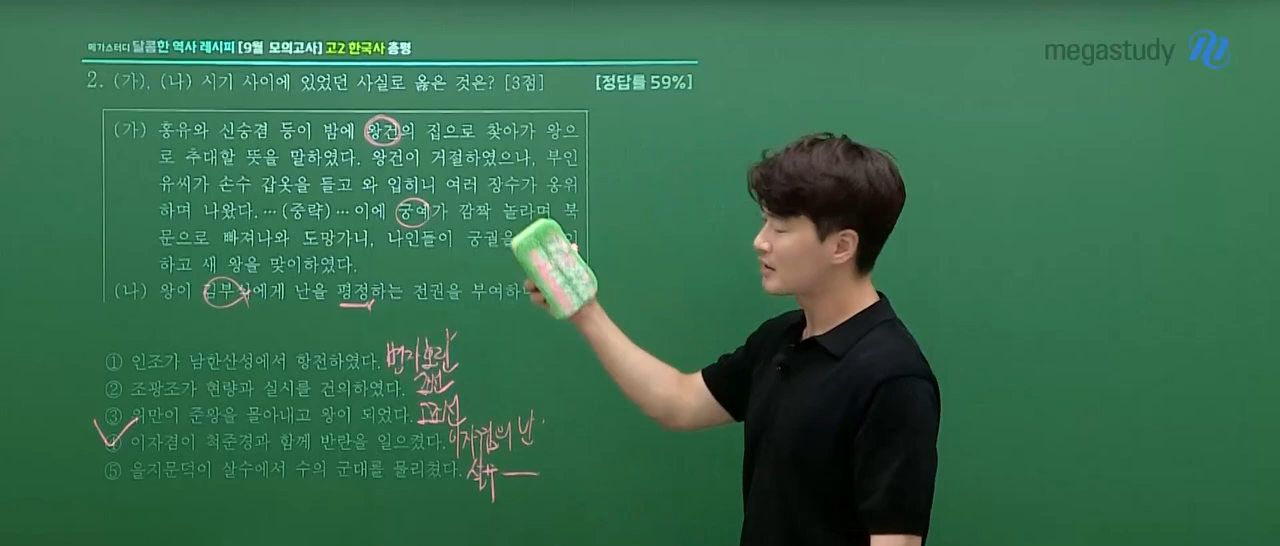 메가스터디 달콤한 역사 레시피 [9월 모의고사] 고2 한국사 총평
megastudy
2. (가), (나) 시기 사이에 있었던 사실로 옳은 것은? [3점] [정답률 59%]
(가) 홍유와 신숭겸 등이 밤에 왕건의 집으로 찾아가 왕으
로 추대할 뜻을 말하였다. 왕건이 거절하였으나, 부인
유씨가 손수 갑옷을 들고 와 입히니 여러 장수가 옹위
하며 나왔다. … (중략) … 이에 궁예가 깜짝 놀라며 북
문으로 빠져나와 도망가니, 나인들이 궁궐을
하고 새 왕을 맞이하였다.
(나) 왕이 김부식에게 난을 평정하는 전권을 부여하
① 인조가 남한산성에서 항전하였다. 병자호란
② 조광조가 현량과 실시를 건의하였다. 조선
③ 위만이 준왕을 몰아내고 왕이 되었다. 고조선
④ 이자겸이 척준경과 함께 반란을 일으켰다. 이자겸의 난
⑤ 을지문덕이 살수에서 수의 군대를 물리쳤다. 살수